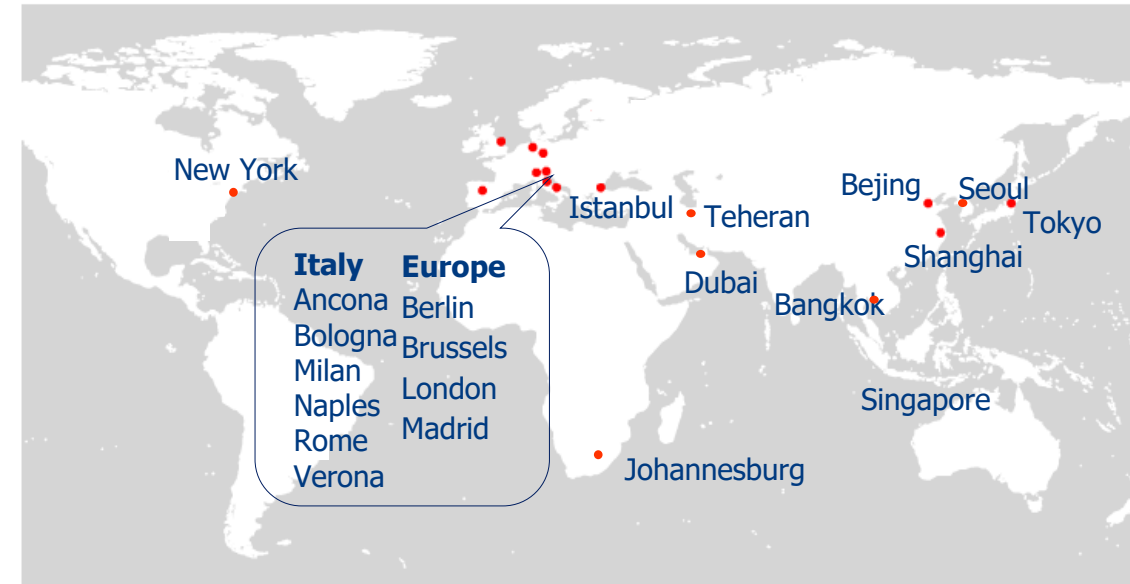 New York
Bejing
Seoul
Istanbul
Teheran
Tokyo
Shanghai
Dubai
Bangkok
Italy
Ancona
Bologna
Milan
Naples
Rome
Verona
Europe
Berlin
Brussels
London
Madrid
Singapore
Johannesburg